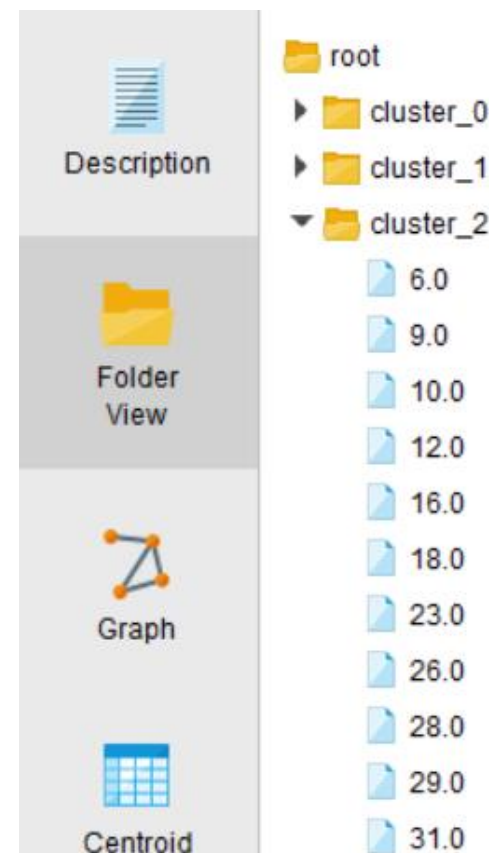 Description
Folder
View
Graph
Centroid
root
cluster_0
cluster_1
cluster_2
6.0
9.0
10.0
12.0
16.0
18.0
23.0
26.0
28.0
29.0
31.0